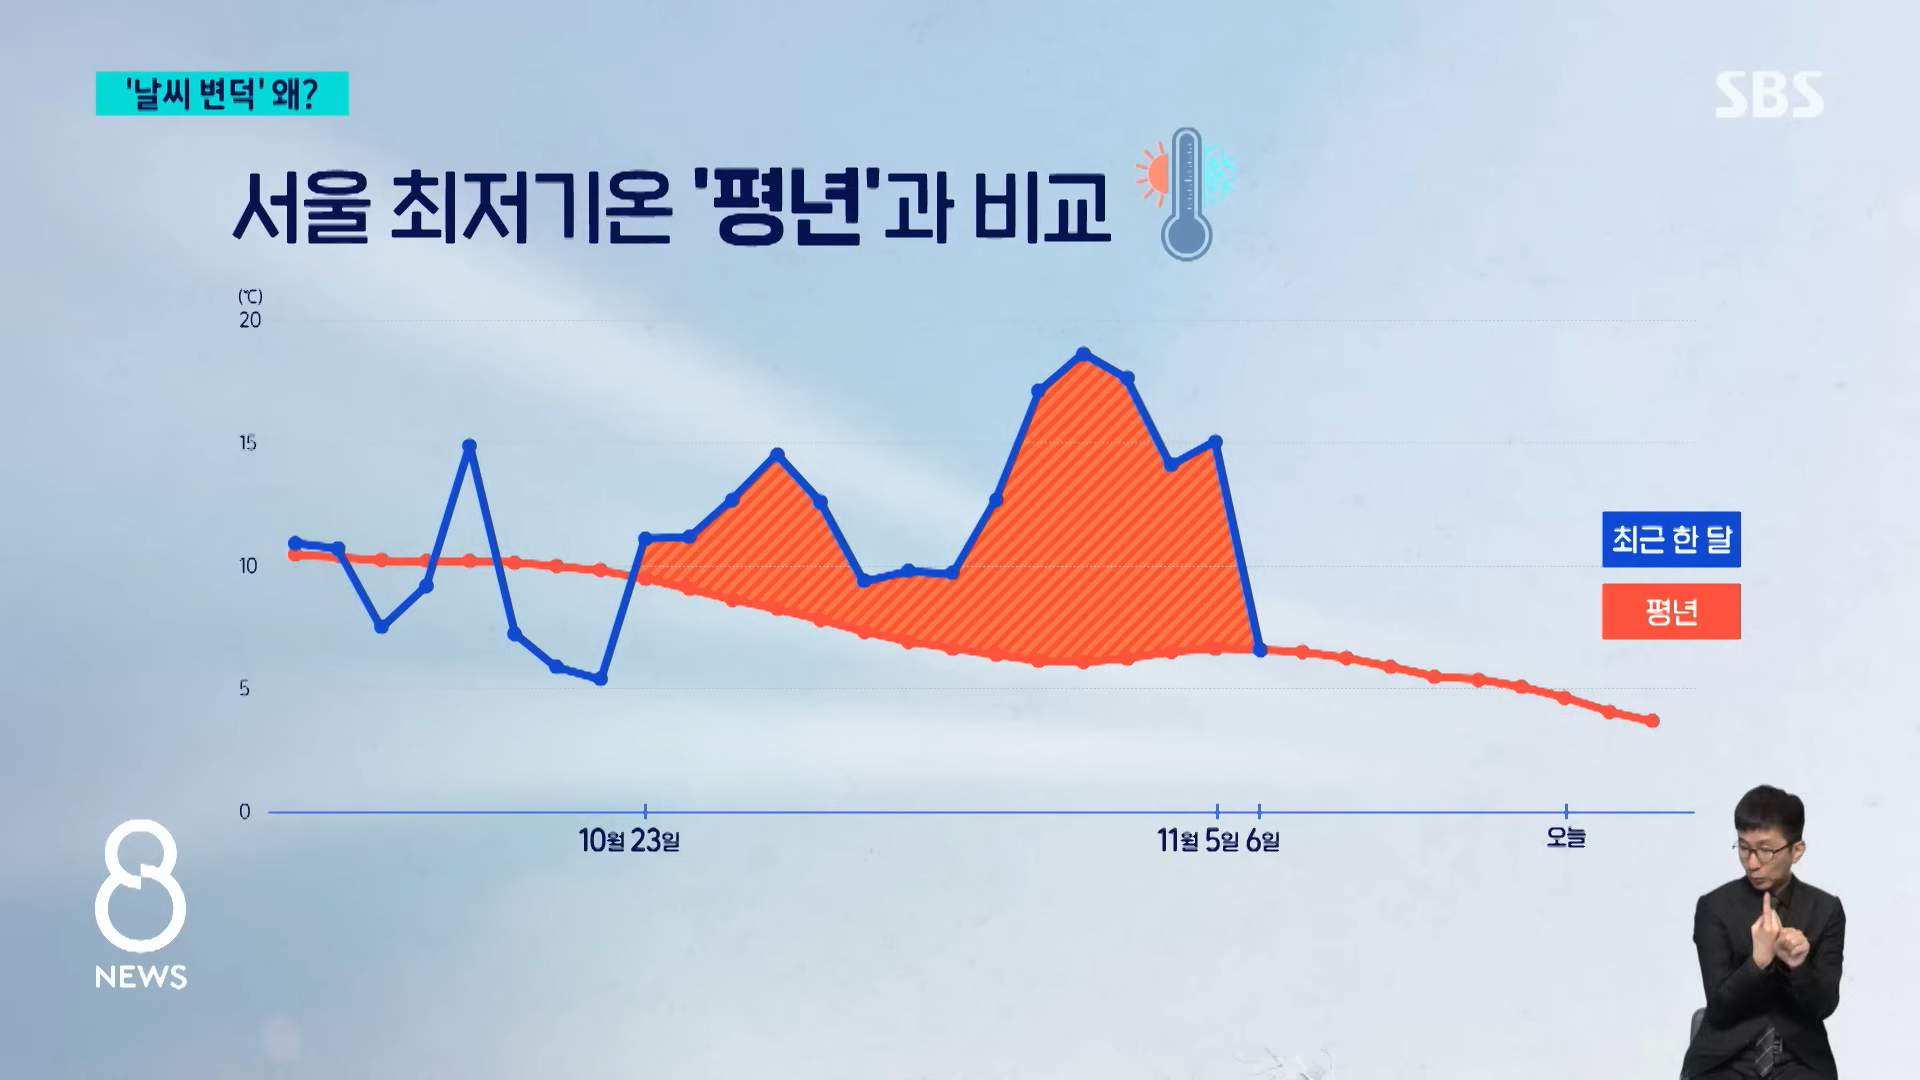 '날씨 변덕' 왜?
SBS
서울 최저기온 '평년'과 비교
(℃)
20
15
10
5
0
최근 한 달
평년
10월 23일
11월 5일 6일
오늘
8
NEWS